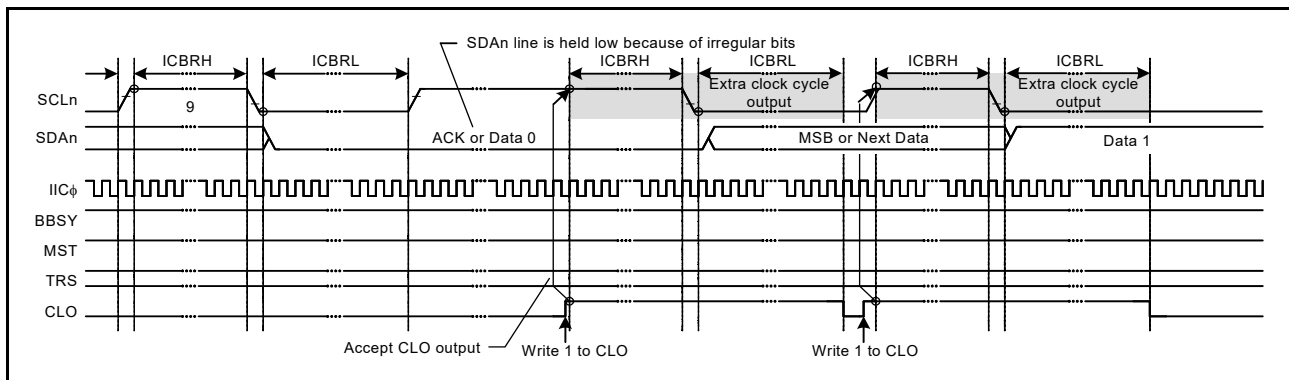 SDAn line is held low because of irregular bits
ICBRH ICBRL ICBRH ICBRL ICBRH ICBRL
Extra clock cycle output Extra clock cycle output
SCLn 9
SDAn ACK or Data 0 MSB or Next Data Data 1
IICϕ
BBSY
MST
TRS
CLO
Accept CLO output Write 1 to CLO Write 1 to CLO